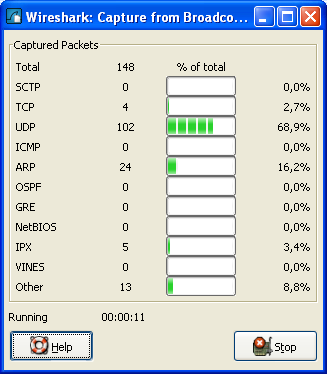 Wireshark: Capture from Broadco...
Captured Packets
Total 148 % of total
SCTP 0 0,0%
TCP 4 2,7%
UDP 102 68,9%
ICMP 0 0,0%
ARP 24 16,2%
OSPF 0 0,0%
GRE 0 0,0%
NetBIOS 0 0,0%
IPX 5 3,4%
VINES 0 0,0%
Other 13 8,8%
Running 00:00:11
Help Stop